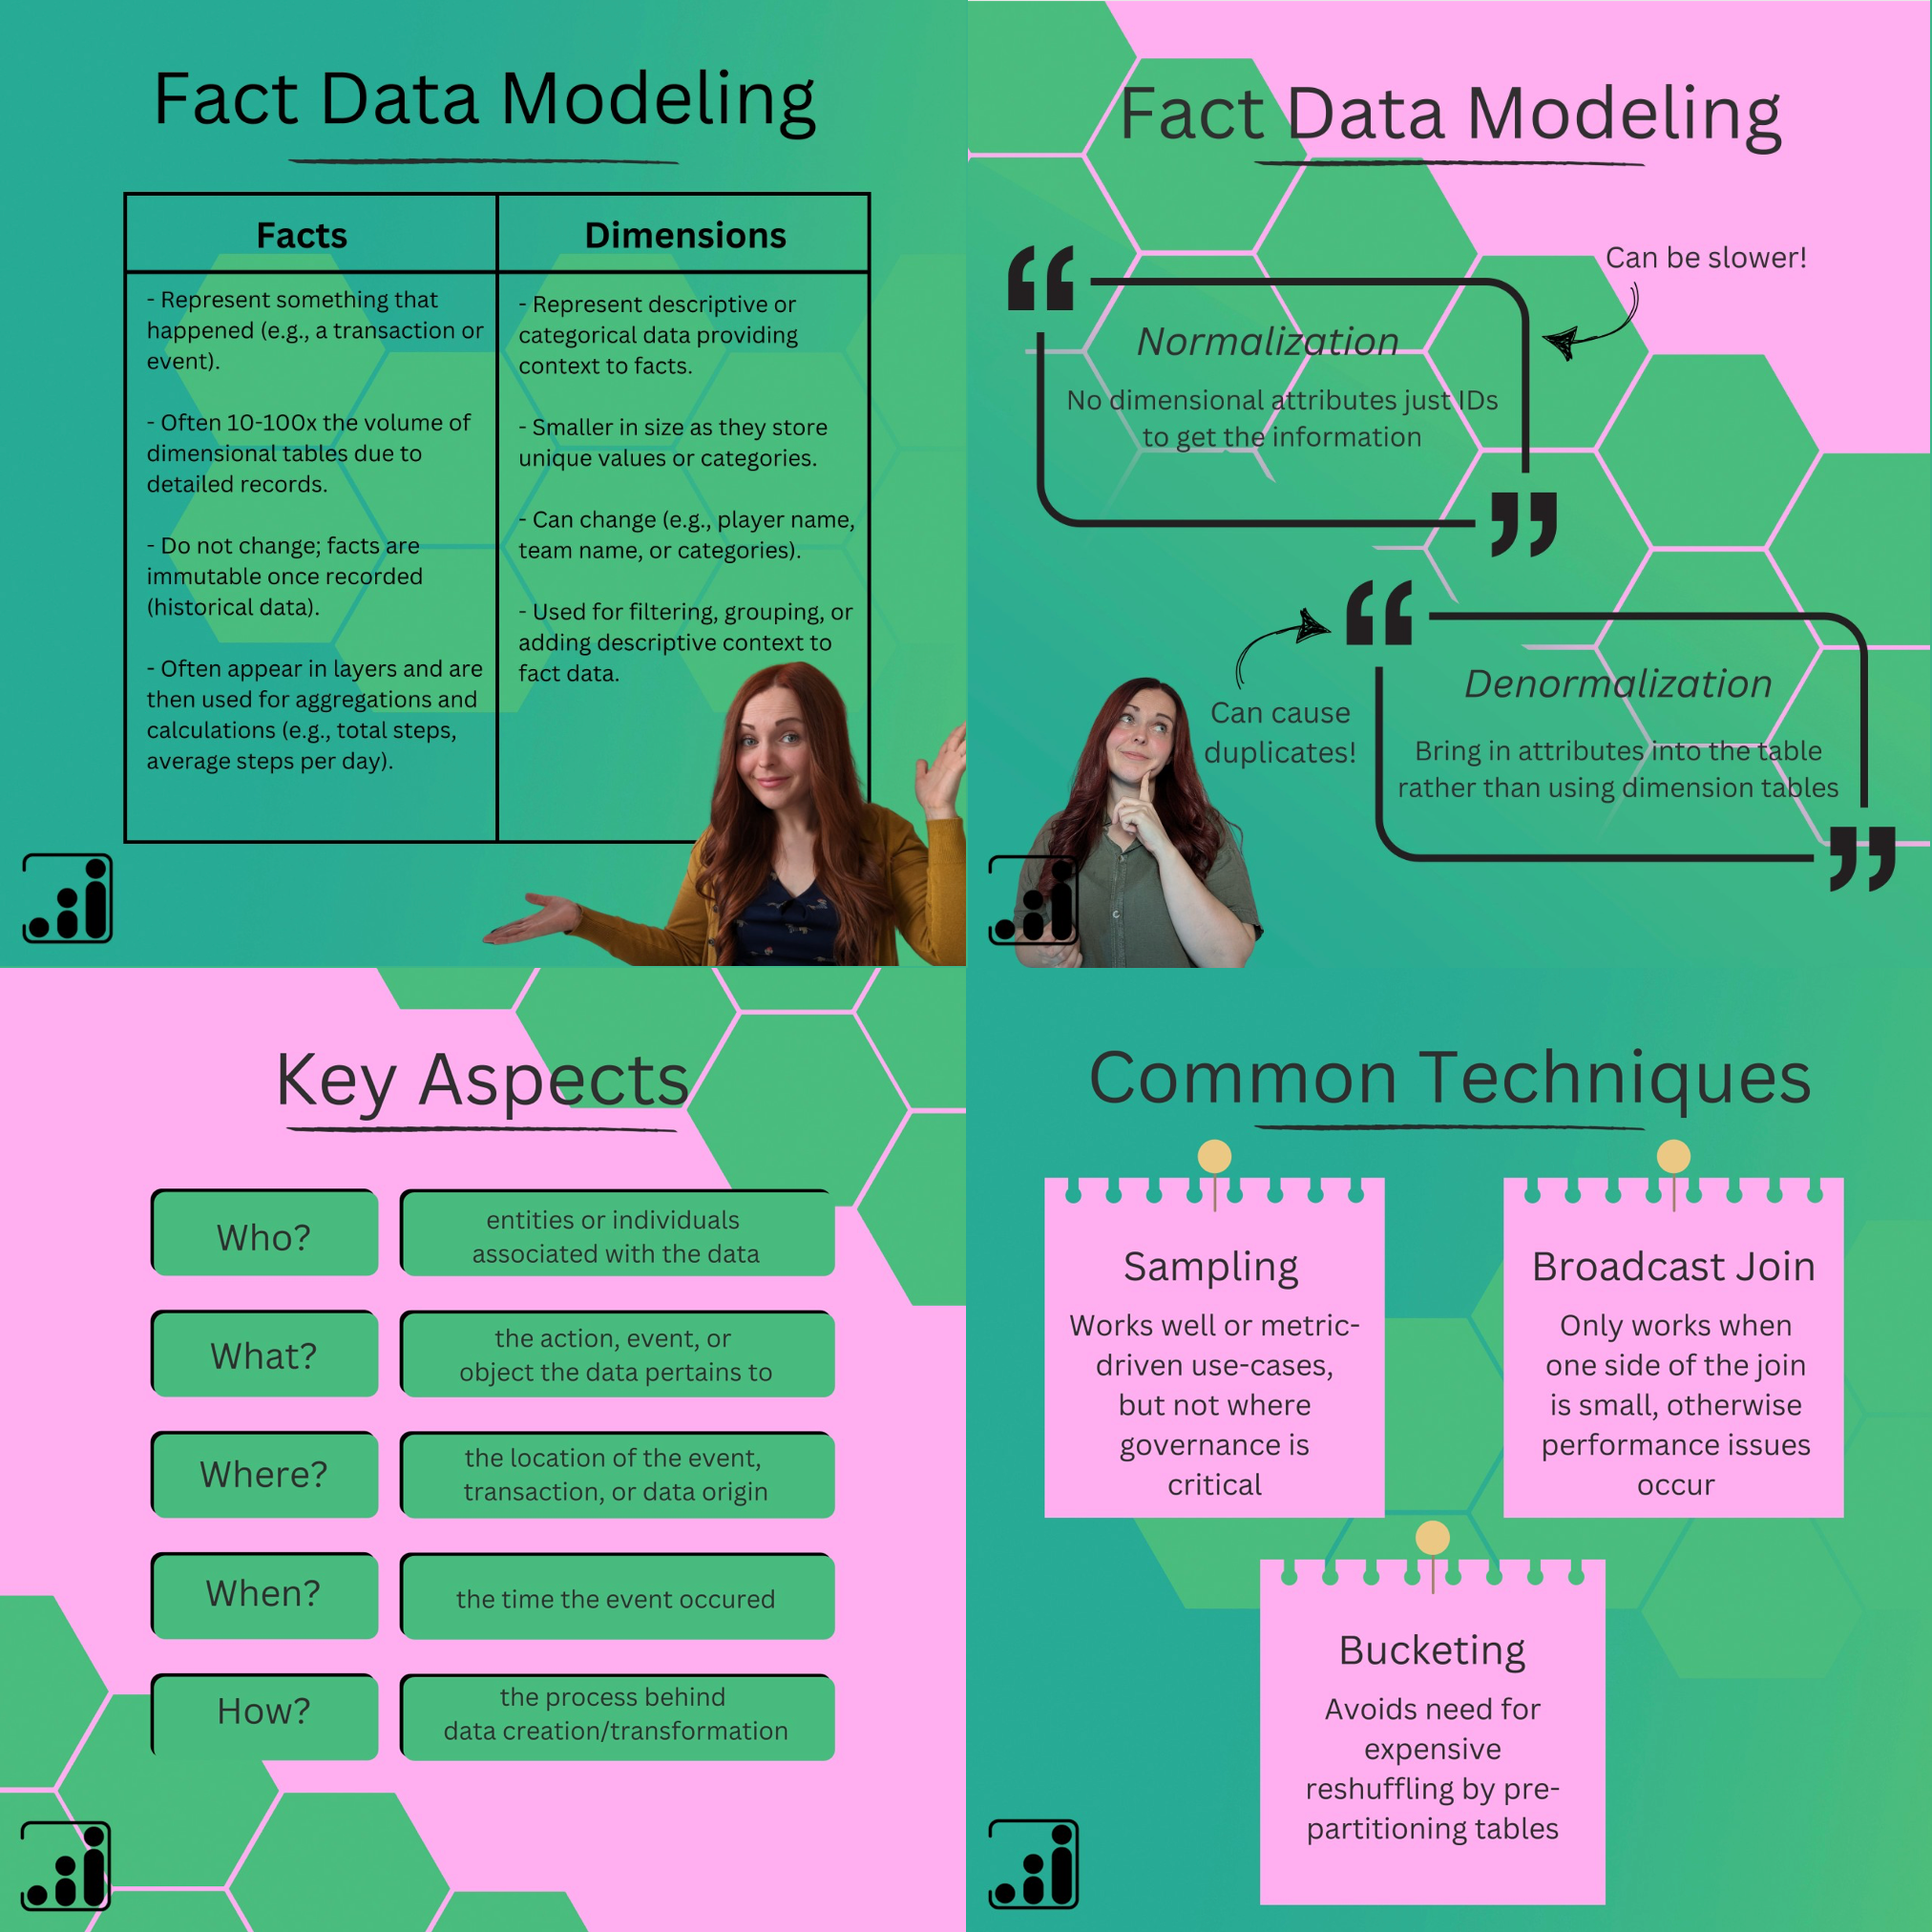 Fact Data Modeling
Facts
- Represent something that
happened (e.g., a transaction or
event).
- Often 10-100x the volume of
dimensional tables due to
detailed records.
- Do not change; facts are
immutable once recorded
(historical data).
- Often appear in layers and are
then used for aggregations and
calculations (e.g., total steps,
average steps per day).
Dimensions
- Represent descriptive or
categorical data providing
context to facts.
- Smaller in size as they store
unique values or categories.
- Can change (e.g., player name,
team name, or categories).
- Used for filtering, grouping, or
adding descriptive context to
fact data.
Fact Data Modeling
Can be slower!
Normalization
No dimensional attributes just IDs
to get the information
Can cause
duplicates!
Denormalization
Bring in attributes into the table
rather than using dimension tables
Key Aspects
Who?
entities or individuals
associated with the data
What?
the action, event, or
object the data pertains to
Where?
the location of the event,
transaction, or data origin
When?
the time the event occured
How?
the process behind
data creation/transformation
Common Techniques
Sampling
Works well or metric-
driven use-cases,
but not where
governance is
critical
Broadcast Join
Only works when
one side of the join
is small, otherwise
performance issues
occur
Bucketing
Avoids need for
expensive
reshuffling by pre-
partitioning tables